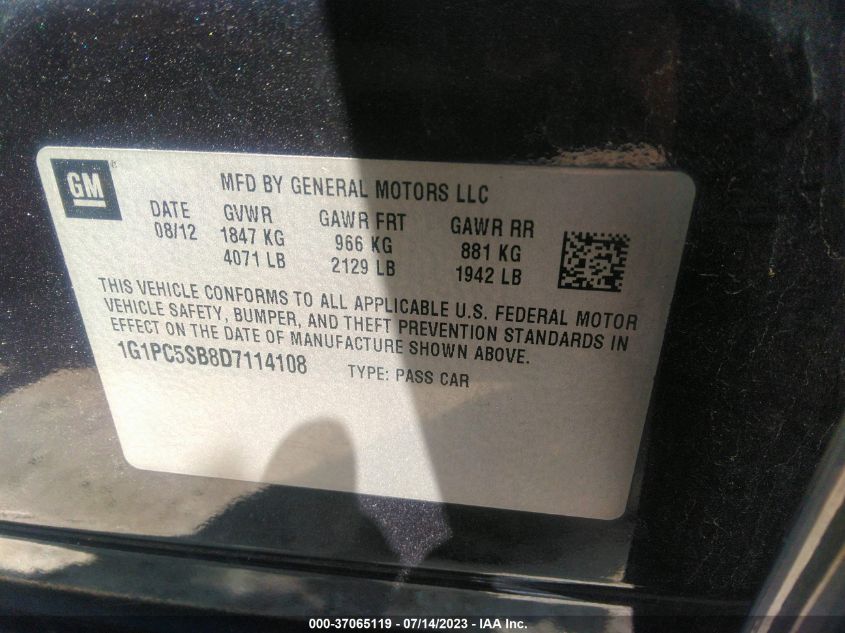 GM
®
MFD BY GENERAL MOTORS LLC
DATE GVWR GAWR FRT GAWR RR
08/12 1847 KG 966 KG 881 KG
4071 LB 2129 LB 1942 LB
THIS VEHICLE CONFORMS TO ALL APPLICABLE U.S. FEDERAL MOTOR
VEHICLE SAFETY, BUMPER, AND THEFT PREVENTION STANDARDS IN
EFFECT ON THE DATE OF MANUFACTURE SHOWN ABOVE.
1G1PC5SB8D7114108 TYPE: PASS CAR
000-37065119 // 07/14/2023 - IAA Inc.